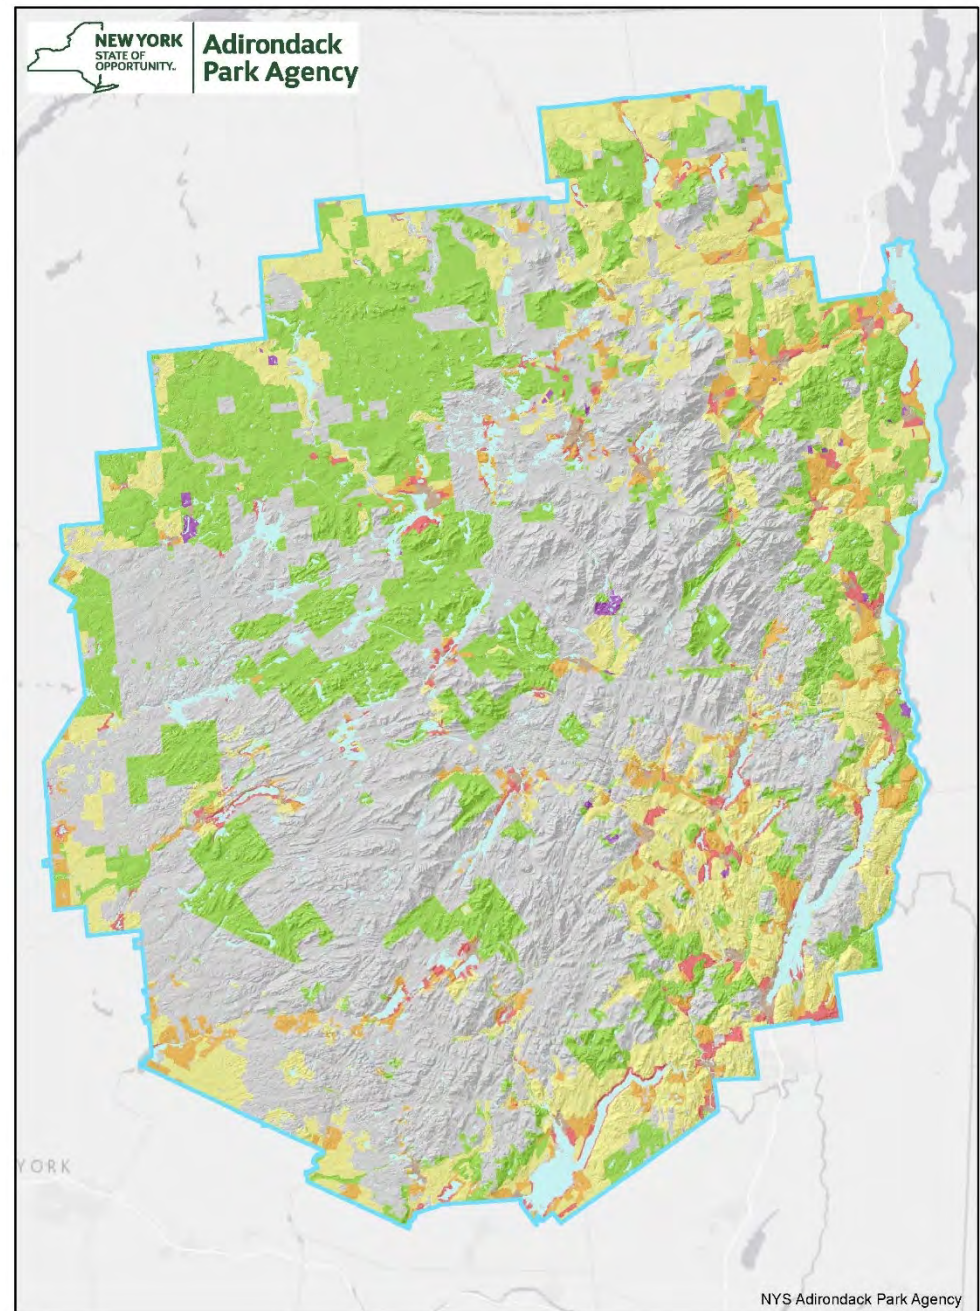 NEW YORK
STATE OF
OPPORTUNITY.
Adirondack
Park Agency
YORK
NYS Adirondack Park Agency